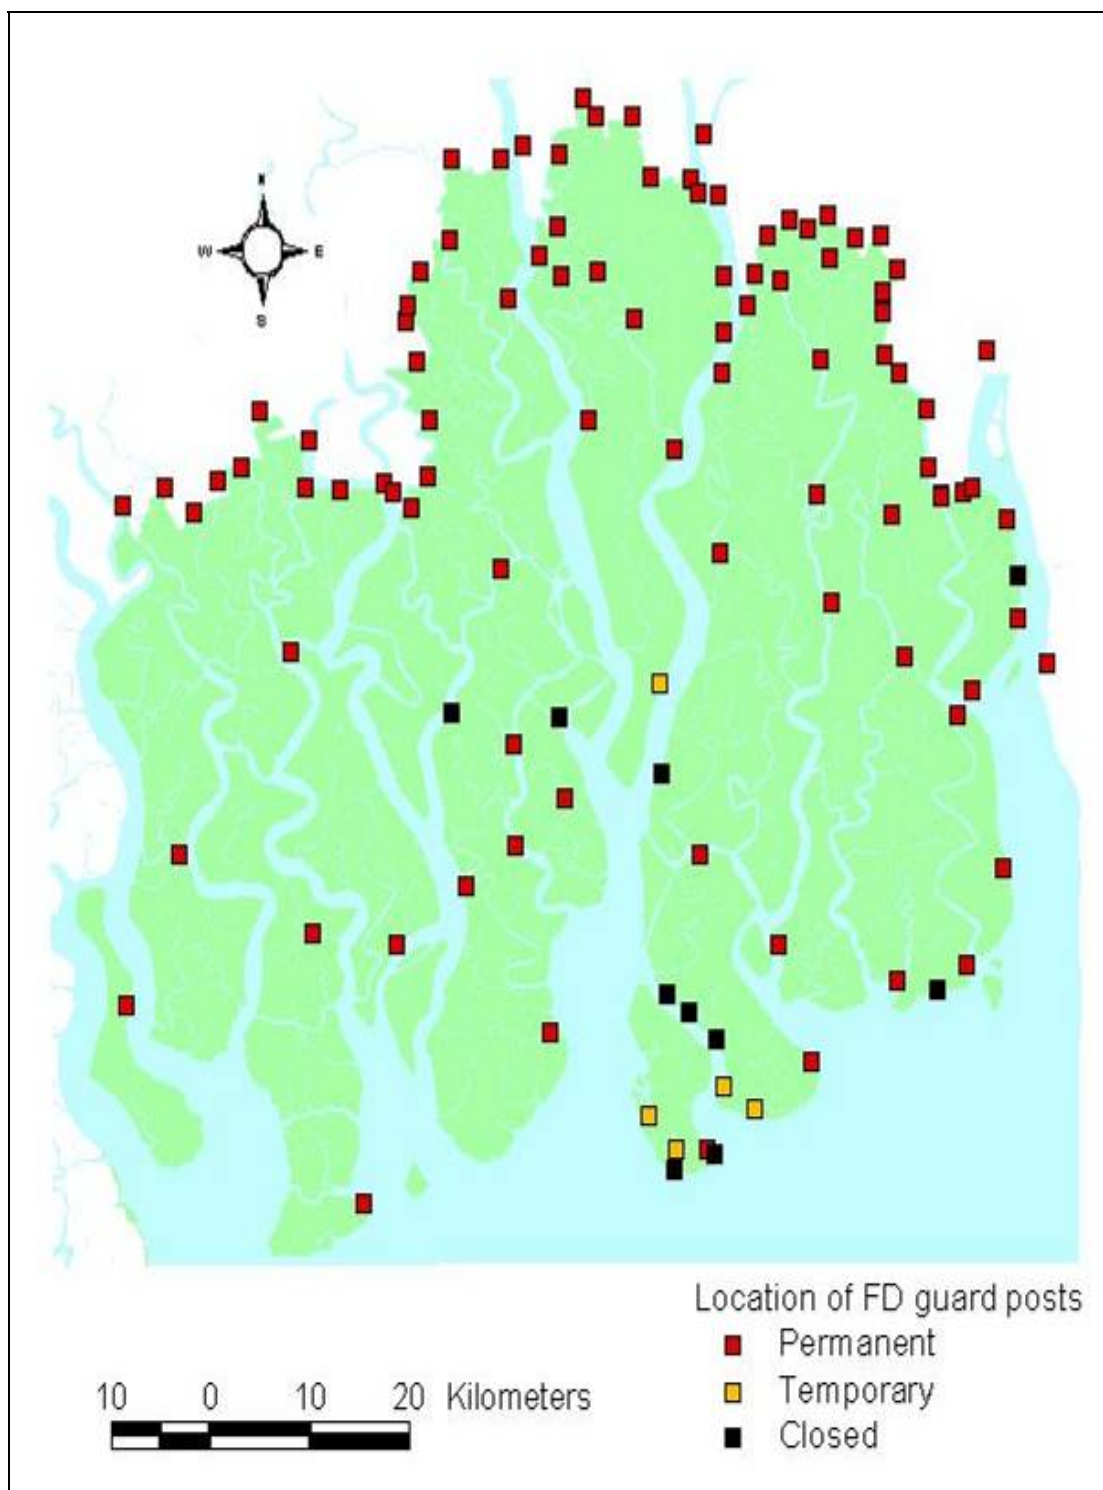 N
W E
S
Location of FD guard posts
Permanent
Temporary
Closed
10 0 10 20 Kilometers